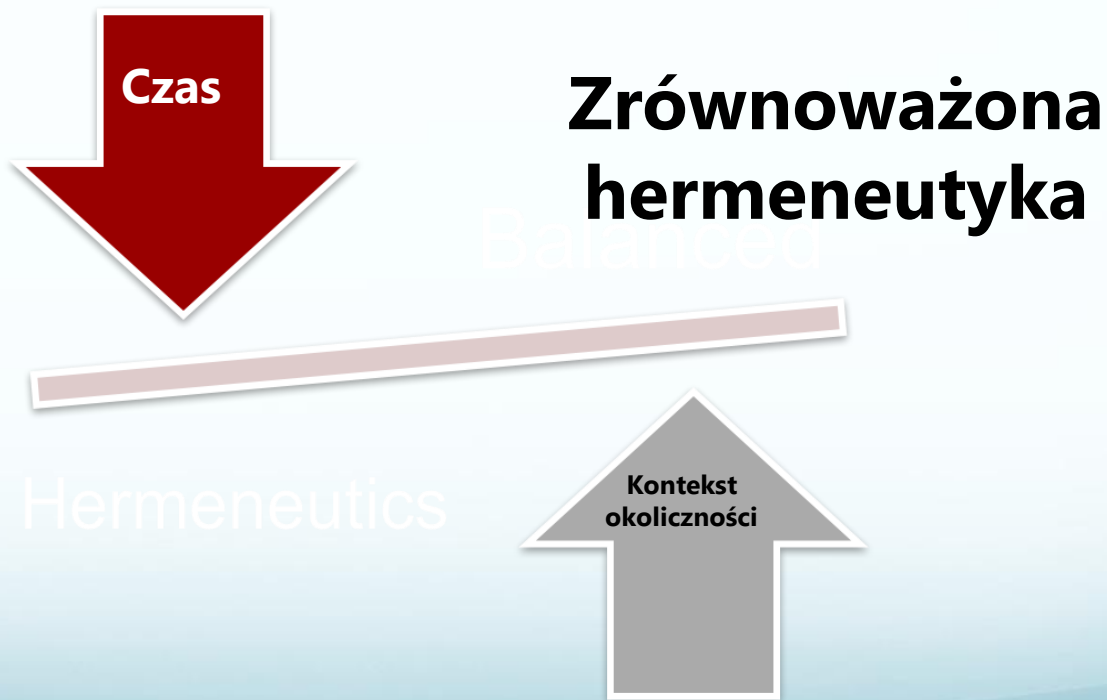 Czas
Zrównoważona
hermeneutyka
Balanced
Hermeneutics
Kontekst
okoliczności